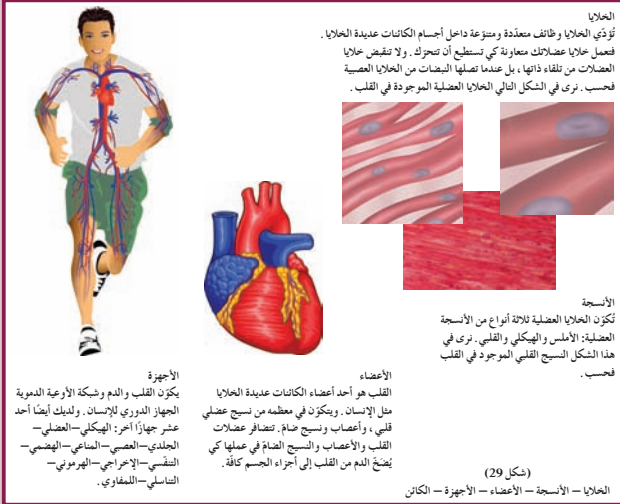 الخلايا
تُؤدّي الخلايا وظائف متعدّدة ومتنوّعة داخل أجسام الكائنات عديدة الخلايا .
فتعمل خلايا عضلاتك متعاونة كي تستطيع أن تتحرّك . ولا تنقبض خلايا
العضلات من تلقاء ذاتها ، بل عندما تصلها النبضات من الخلايا العصبية
فحسب . نرى في الشكل التالي الخلايا العضلية الموجودة في القلب .
الأنسجة
تُكوّن الخلايا العضلية ثلاثة أنواع من الأنسجة
العضلية: الأملس والهيكلي والقلبي . نرى في
هذا الشكل النسيج القلبي الموجود في القلب
فحسب .
الأعضاء
القلب هو أحد أعضاء الكائنات عديدة الخلايا
مثل الإنسان . ويتكوّن في معظمه من نسيج عضلي
قلبي ، وأعصاب ونسيج ضامّ . تتضافر عضلات
القلب والأعصاب والنسيج الضامّ في عملها كي
يُضخّ الدم من القلب إلى أجزاء الجسم كافّة .
الأجهزة
يكوّن القلب والدم وشبكة الأوعية الدموية
الجهاز الدوري للإنسان . ولديك أيضًا أحد
عشر جهازًا آخر: الهيكلي–العضلي–
الجلدي–العصبي–المناعي–الهضمي–
التنفّسي–الإخراجي–الهرموني–
التناسلي–اللمفاوي .
(شكل 29)
الخلايا – الأنسجة – الأعضاء – الأجهزة – الكائن